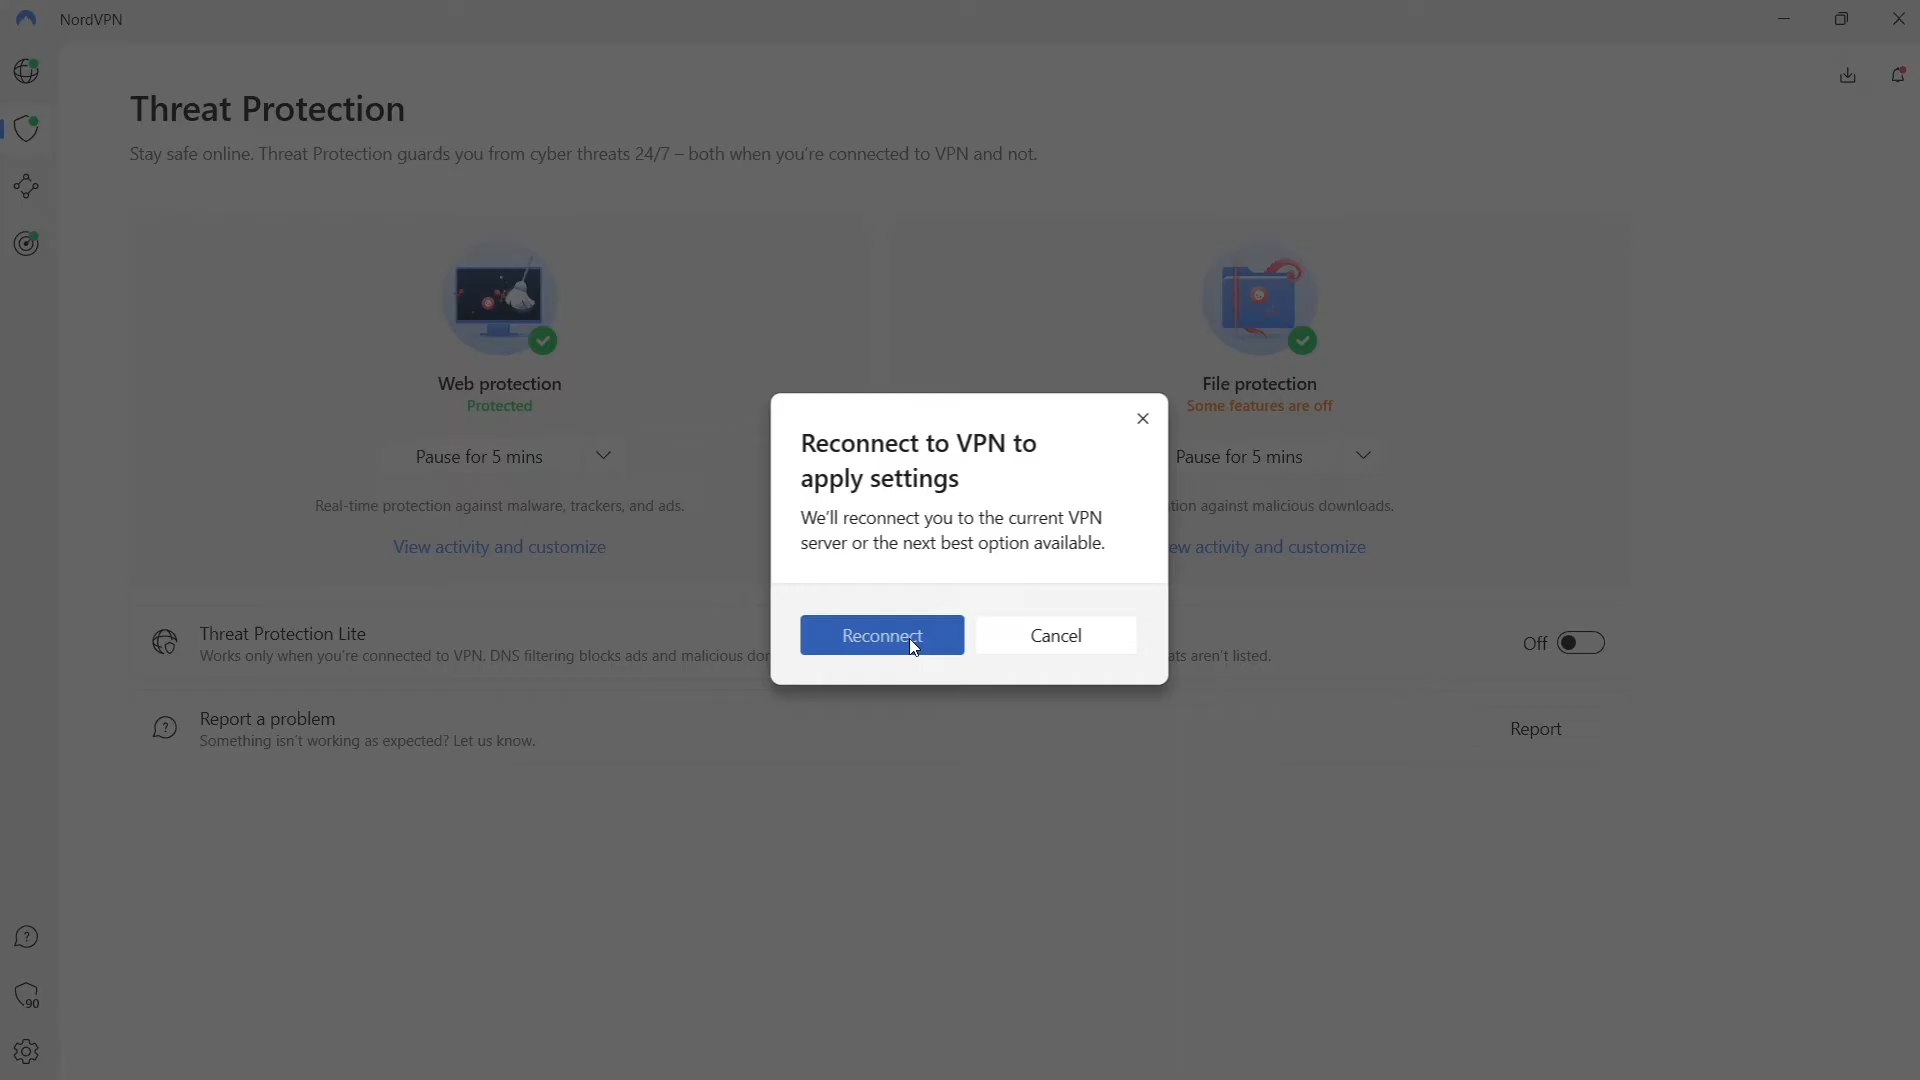 NordVPN
Threat Protection
Stay safe online. Threat Protection guards you from cyber threats 24/7 – both when you're connected to VPN and not.
Web protection
Protected
Pause for 5 mins
Real-time protection against malware, trackers, and ads.
View activity and customize
File protection
Some features are off
Pause for 5 mins
against malicious downloads.
activity and customize
Reconnect to VPN to
apply settings
We'll reconnect you to the current VPN
server or the next best option available.
Reconnect
Cancel
Threat Protection Lite
Works only when you're connected to VPN. DNS filtering blocks ads and malicious
aren't listed.
Off
Report a problem
Something isn't working as expected? Let us know.
Report
90